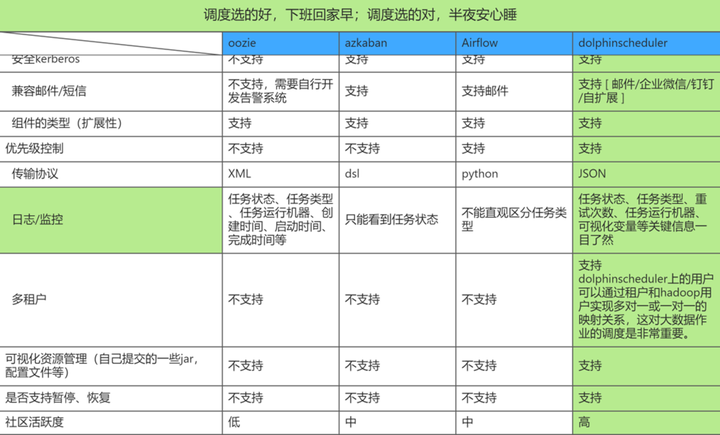 调度选的好，下班回家早；调度选的对，半夜安心睡
oozie azkaban Airflow dolphinscheduler
安全kerberos 不支持 支持 支持 支持
兼容邮件/短信 不支持，需要自行开发告警系统 支持 支持邮件 支持 [ 邮件/企业微信/钉钉/自扩展 ]
组件的类型（扩展性） 支持 支持 支持 支持
优先级控制 不支持 不支持 支持 支持
传输协议 XML dsl python JSON
日志/监控 任务状态、任务类型、任务运行机器、创建时间、启动时间、完成时间等 只能看到任务状态 不能直观区分任务类型 任务状态、任务类型、重试次数、任务运行机器、可视化变量等关键信息一目了然
多租户 不支持 不支持 不支持 支持
dolphinscheduler上的用户可以通过租户和hadoop用户实现多对一或一对一的映射关系，这对大数据作业的调度是非常重要。
可视化资源管理（自己提交的一些jar，配置文件等） 不支持 不支持 不支持 支持
是否支持暂停、恢复 不支持 不支持 不支持 支持
社区活跃度 低 中 中 高